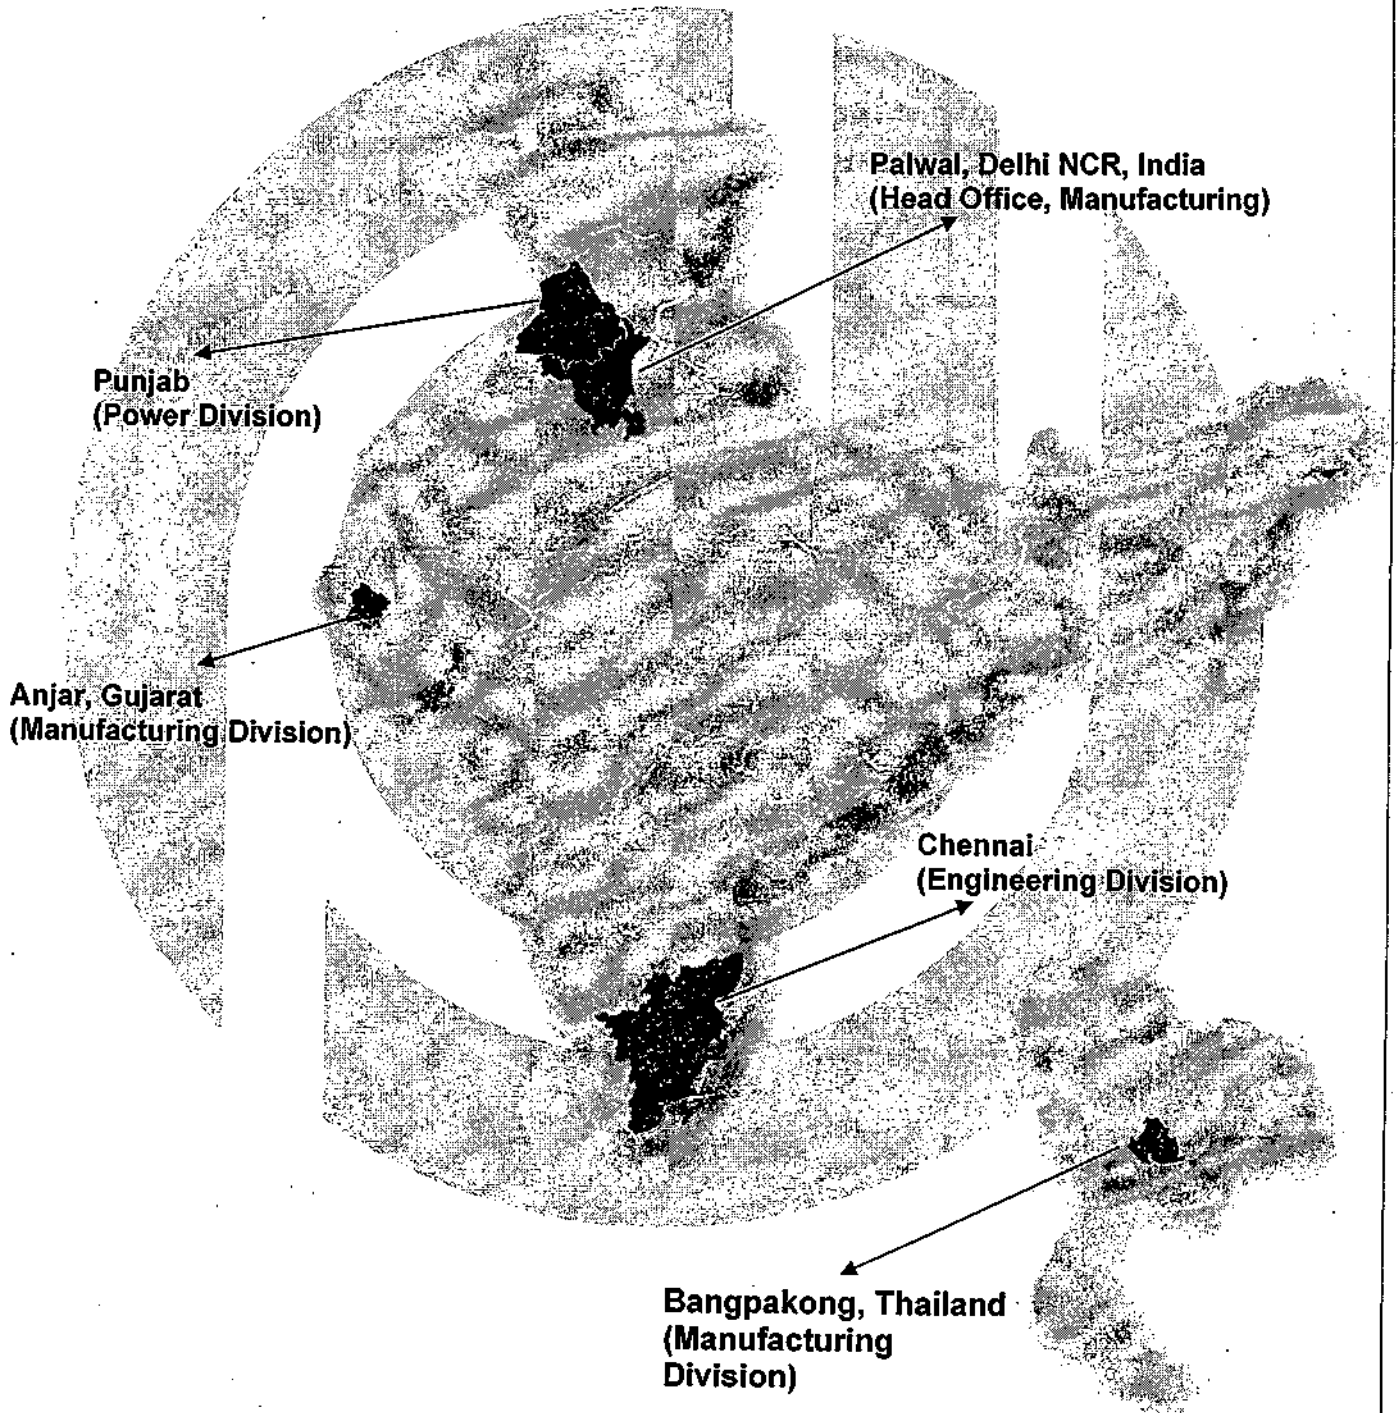 Palwal, Delhi NCR, India
(Head Office, Manufacturing)
Punjab
(Power Division)
Anjar, Gujarat
(Manufacturing Division)
Chennai
(Engineering Division)
Bangpakong, Thailand
(Manufacturing
Division)